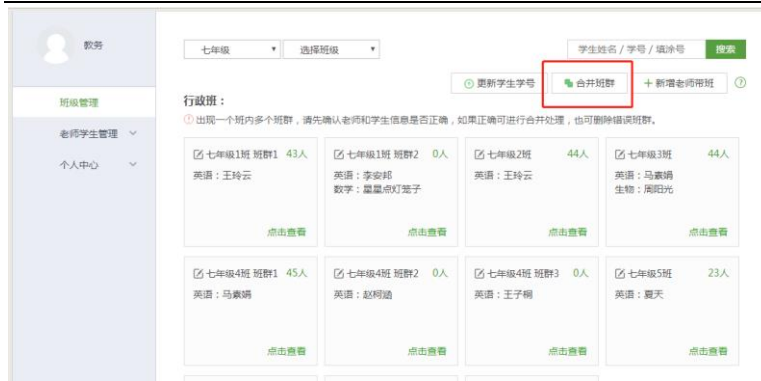 教务
七年级 选择班级 学生姓名 / 学号 / 填涂号 搜索
更新学生学号 合并班群 + 新增老师带班 ?
班级管理
行政班：
出现一个班内多个班群，请先确认老师和学生信息是否正确，如果正确可进行合并处理，也可删除错误班群。
老师学生管理
个人中心
七年级1班 班群1 43人
英语：王玲云
点击查看
七年级1班 班群2 0人
英语：李安邦
数学：星星点灯笼子
点击查看
七年级2班 44人
英语：王玲云
点击查看
七年级3班 44人
英语：马素娟
生物：周阳光
点击查看
七年级4班 班群1 45人
英语：马素娟
点击查看
七年级4班 班群2 0人
英语：赵柯涵
点击查看
七年级4班 班群3 0人
英语：王子桐
点击查看
七年级5班 23人
英语：夏天
点击查看